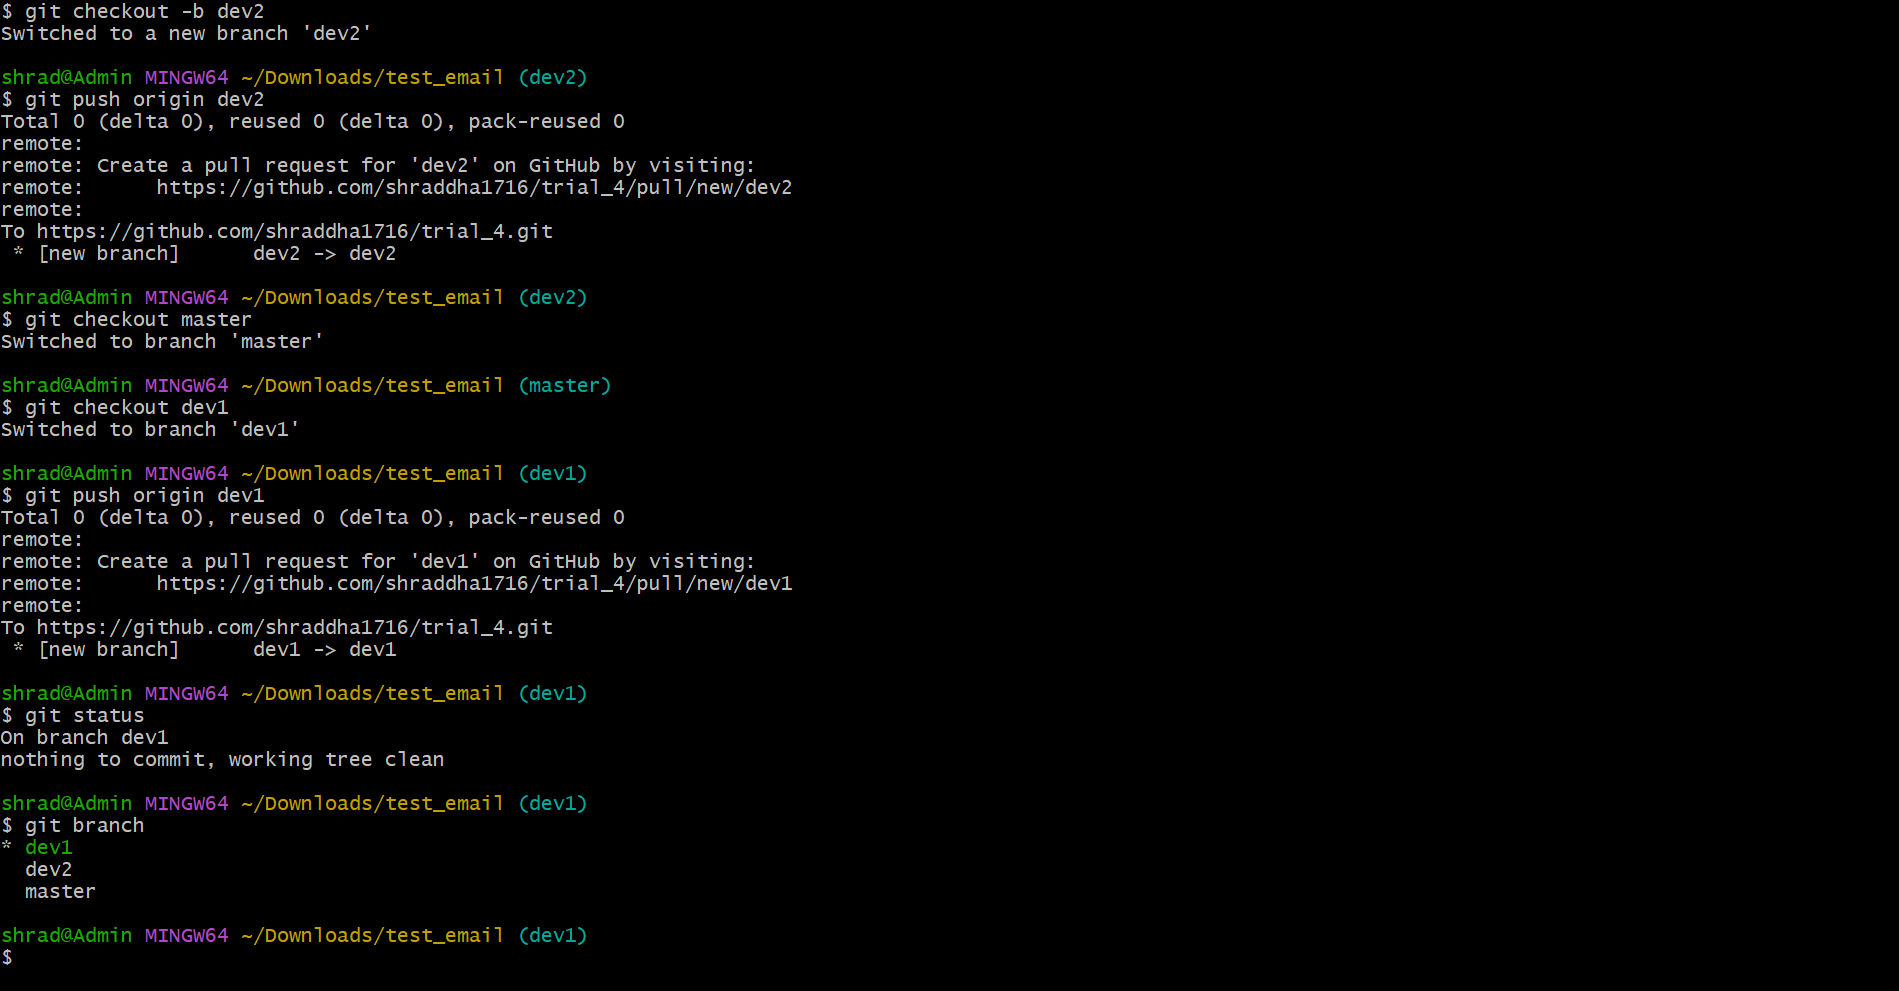 $ git checkout -b dev2
Switched to a new branch 'dev2'

shrad@Admin MINGW64 ~/Downloads/test_email (dev2)
$ git push origin dev2
Total 0 (delta 0), reused 0 (delta 0), pack-reused 0
remote:
remote: Create a pull request for 'dev2' on GitHub by visiting:
remote:      https://github.com/shraddha1716/trial_4/pull/new/dev2
remote:
To https://github.com/shraddha1716/trial_4.git
 * [new branch]      dev2 -> dev2

shrad@Admin MINGW64 ~/Downloads/test_email (dev2)
$ git checkout master
Switched to branch 'master'

shrad@Admin MINGW64 ~/Downloads/test_email (master)
$ git checkout dev1
Switched to branch 'dev1'

shrad@Admin MINGW64 ~/Downloads/test_email (dev1)
$ git push origin dev1
Total 0 (delta 0), reused 0 (delta 0), pack-reused 0
remote:
remote: Create a pull request for 'dev1' on GitHub by visiting:
remote:      https://github.com/shraddha1716/trial_4/pull/new/dev1
remote:
To https://github.com/shraddha1716/trial_4.git
 * [new branch]      dev1 -> dev1

shrad@Admin MINGW64 ~/Downloads/test_email (dev1)
$ git status
On branch dev1
nothing to commit, working tree clean

shrad@Admin MINGW64 ~/Downloads/test_email (dev1)
$ git branch
* dev1
  dev2
  master

shrad@Admin MINGW64 ~/Downloads/test_email (dev1)
$